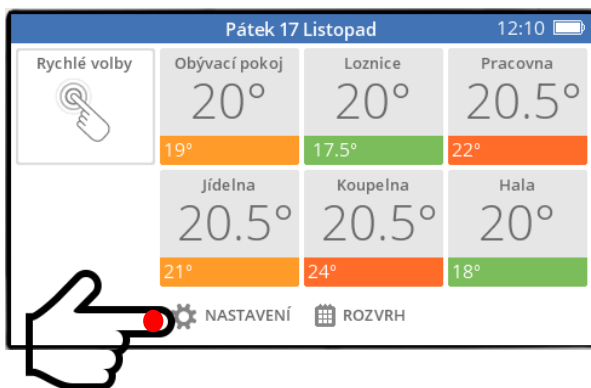 Pátek 17 Listopad 12:10
Rychlé volby
Obývací pokoj
20°
19°
Loznice
20°
17.5°
Pracovna
20.5°
22°
Jídelna
20.5°
21°
Koupelna
20.5°
24°
Hala
20°
18°
NASTAVENÍ ROZVRH